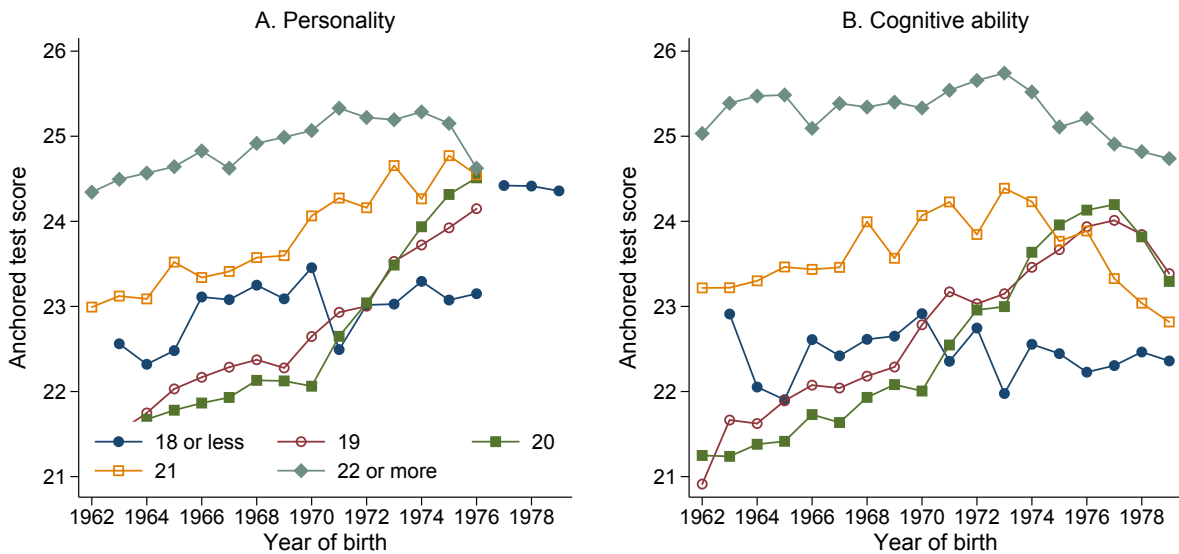 A. Personality
B. Cognitive ability
Anchored test score
26
25
24
23
22
21
18 or less
19
20
21
22 or more
1962 1964 1966 1968 1970 1972 1974 1976 1978
Year of birth
Anchored test score
26
25
24
23
22
21
1962 1964 1966 1968 1970 1972 1974 1976 1978
Year of birth